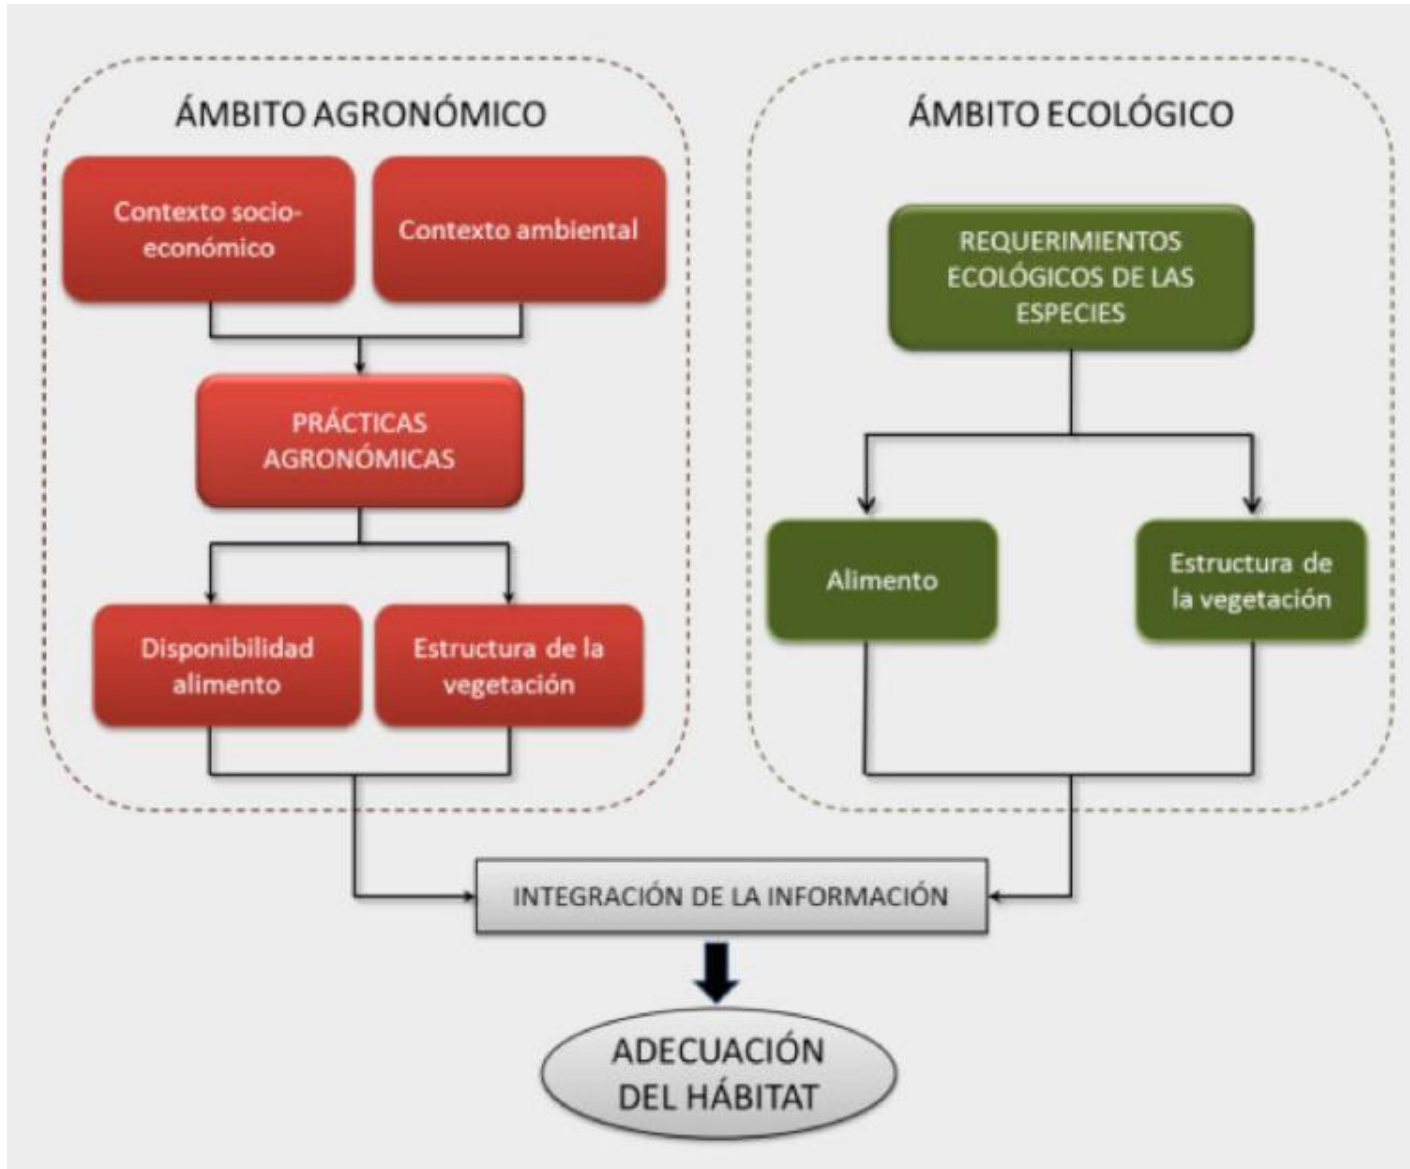 ÁMBITO AGRONÓMICO
Contexto socio-
económico
Contexto ambiental
PRÁCTICAS
AGRONÓMICAS
Disponibilidad
alimento
Estructura de la
vegetación
ÁMBITO ECOLÓGICO
REQUERIMIENTOS
ECOLÓGICOS DE LAS
ESPECIES
Alimento
Estructura de
la vegetación
INTEGRACIÓN DE LA INFORMACIÓN
ADECUACIÓN
DEL HÁBITAT